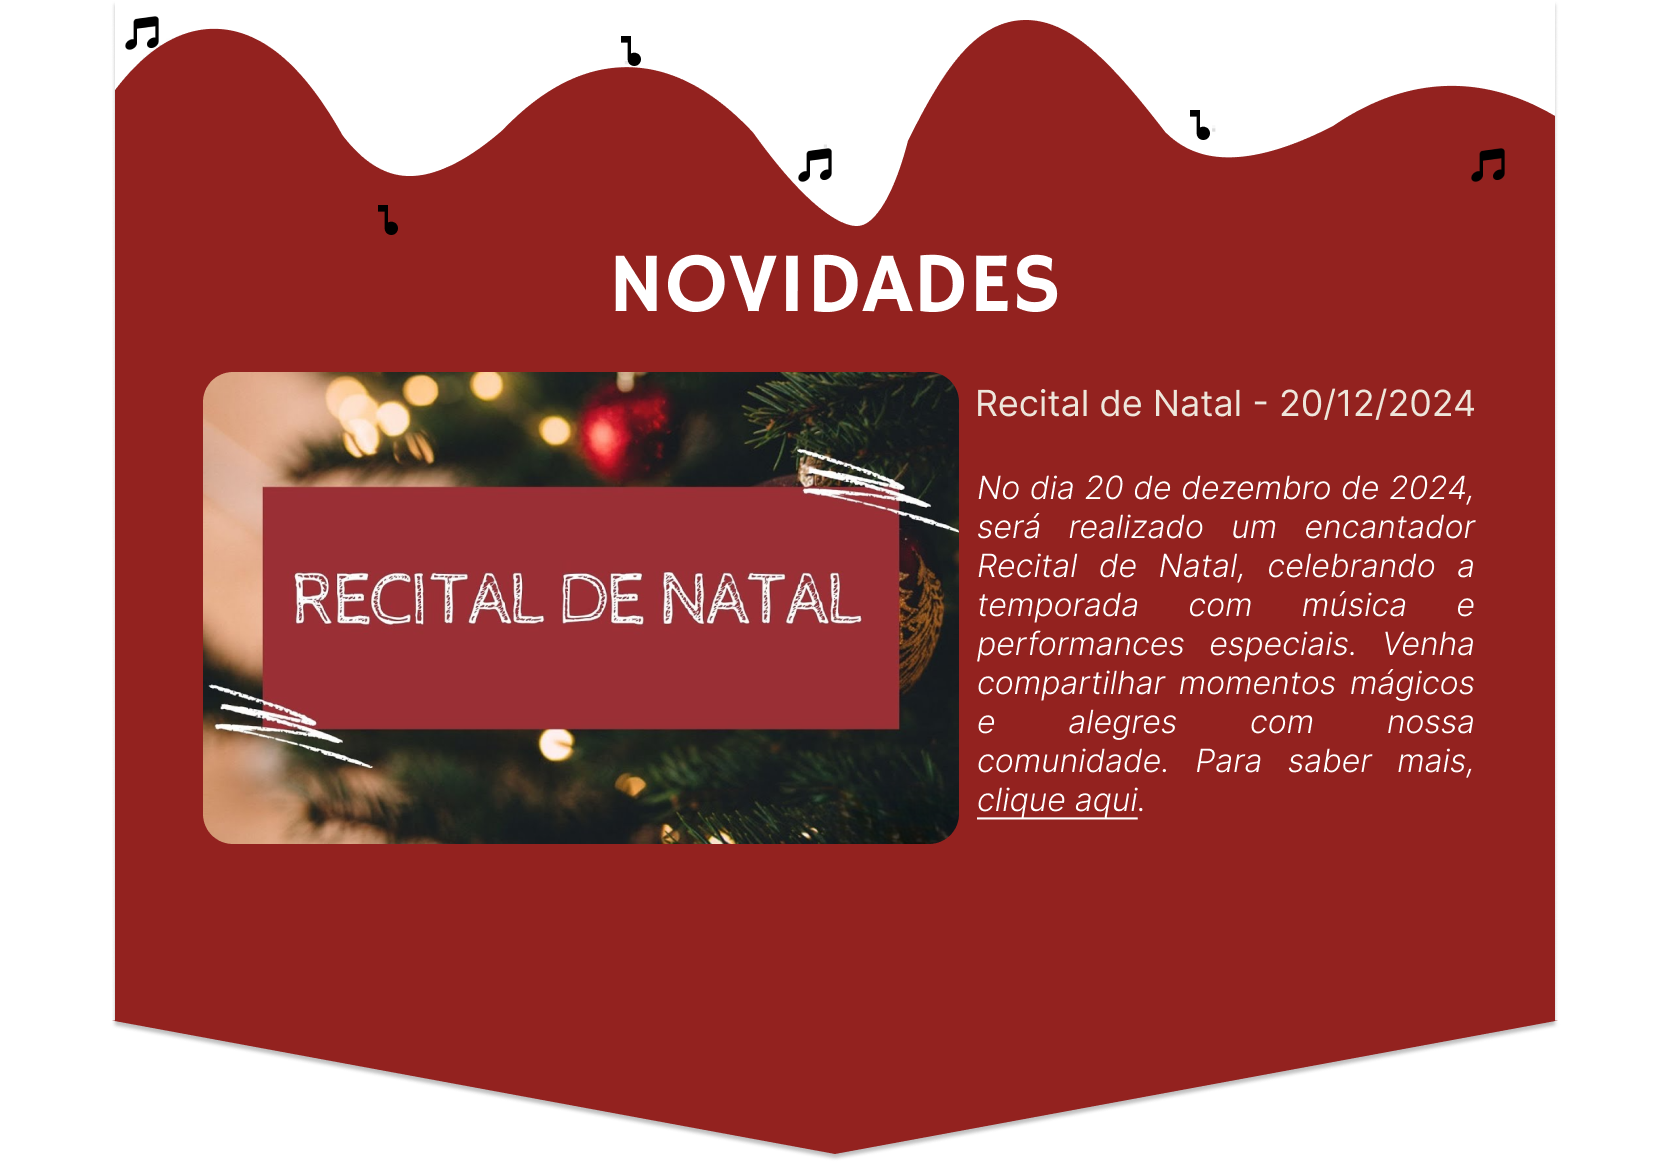 NOVIDADES
RECITAL DE NATAL
Recital de Natal - 20/12/2024
No dia 20 de dezembro de 2024,
será realizado um encantador
Recital de Natal, celebrando a
temporada com música e
performances especiais. Venha
compartilhar momentos mágicos
e alegres com nossa
comunidade. Para saber mais,
clique aqui.